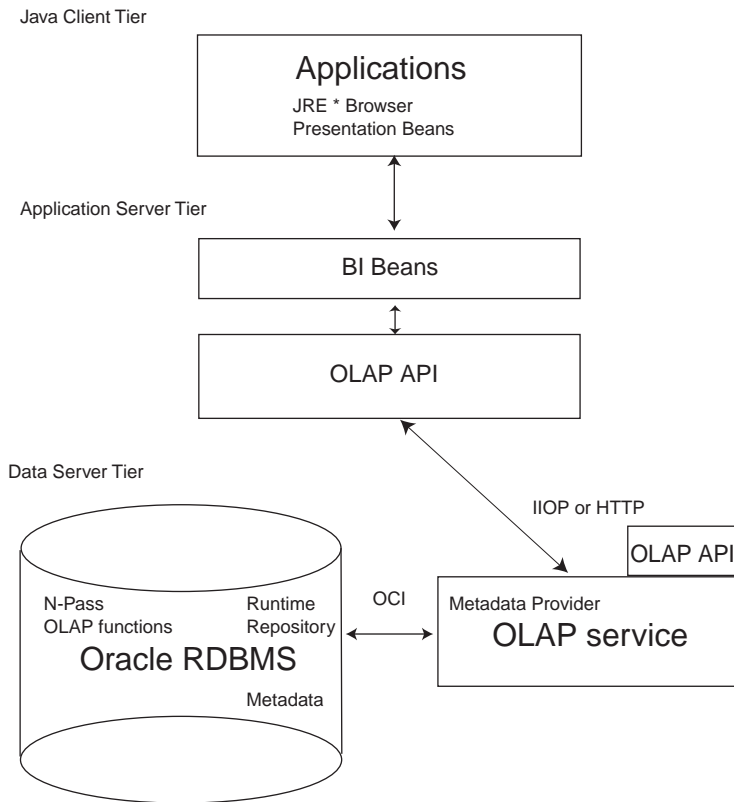 Java Client Tier
Applications
JRE * Browser
Presentation Beans
Application Server Tier
BI Beans
OLAP API
Data Server Tier
IIOP or HTTP
OLAP API
N-Pass
OLAP functions
Runtime
Repository
Oracle RDBMS
Metadata
OCI
Metadata Provider
OLAP service